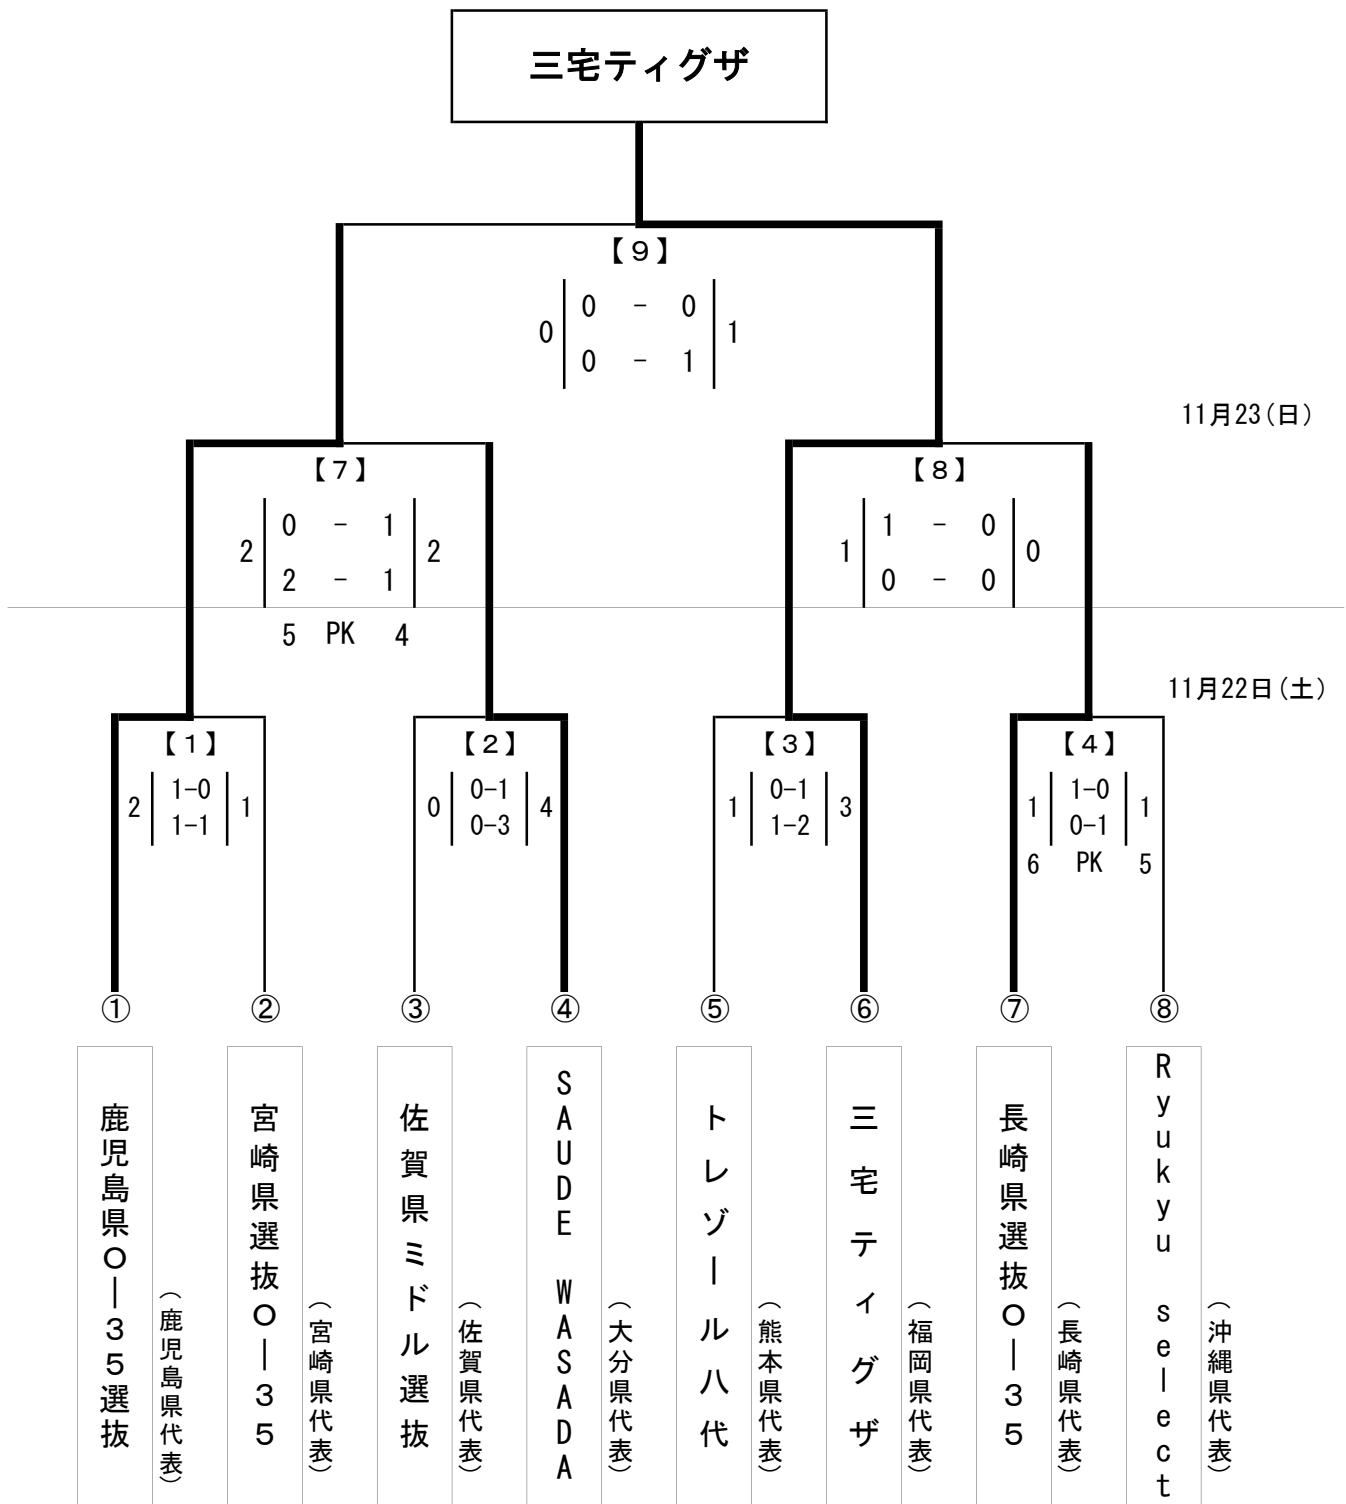 三宅ティグザ
【9】
0 0 - 0 1
0 - 1
11月23(日)
【7】
2 0 - 1 2
2 - 1
5 PK 4
【8】
1 1 - 0 0
0 - 0
11月22日(土)
【1】
2 1-0 1
1-1
【2】
0 0-1 4
0-3
【3】
1 0-1 3
1-2
【4】
1 1-0 1
0-1
6 PK 5
① ② ③ ④ ⑤ ⑥ ⑦ ⑧
鹿児島県O―35選抜
(鹿児島県代表)
宮崎県選抜O―35
(宮崎県代表)
佐賀県ミドル選抜
(佐賀県代表)
SAUDE WASADA
(大分県代表)
トレゾール八代
(熊本県代表)
三宅ティグザ
(福岡県代表)
長崎県選抜O―35
(長崎県代表)
Ryukyu select
(沖縄県代表)